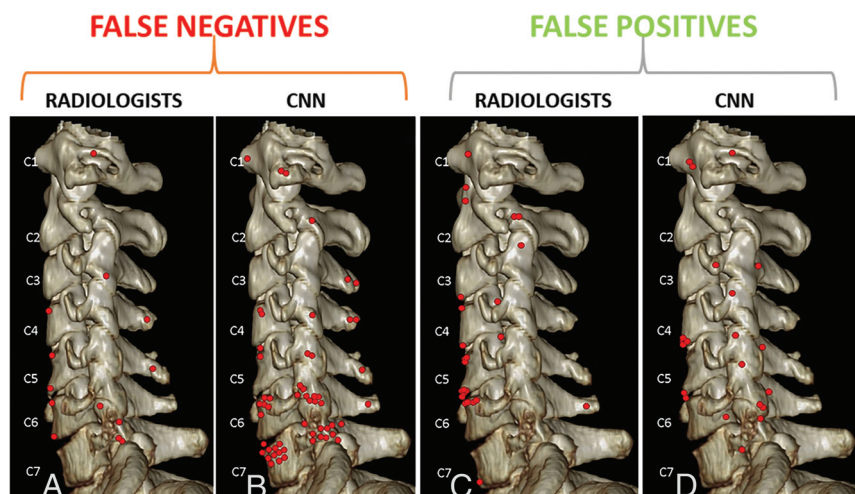 FALSE NEGATIVES
FALSE POSITIVES
RADIOLOGISTS
CNN
RADIOLOGISTS
CNN
C1
C2
C3
C4
C5
C6
C7
A
C1
C2
C3
C4
C5
C6
C7
B
C1
C2
C3
C4
C5
C6
C7
C
C1
C2
C3
C4
C5
C6
C7
D